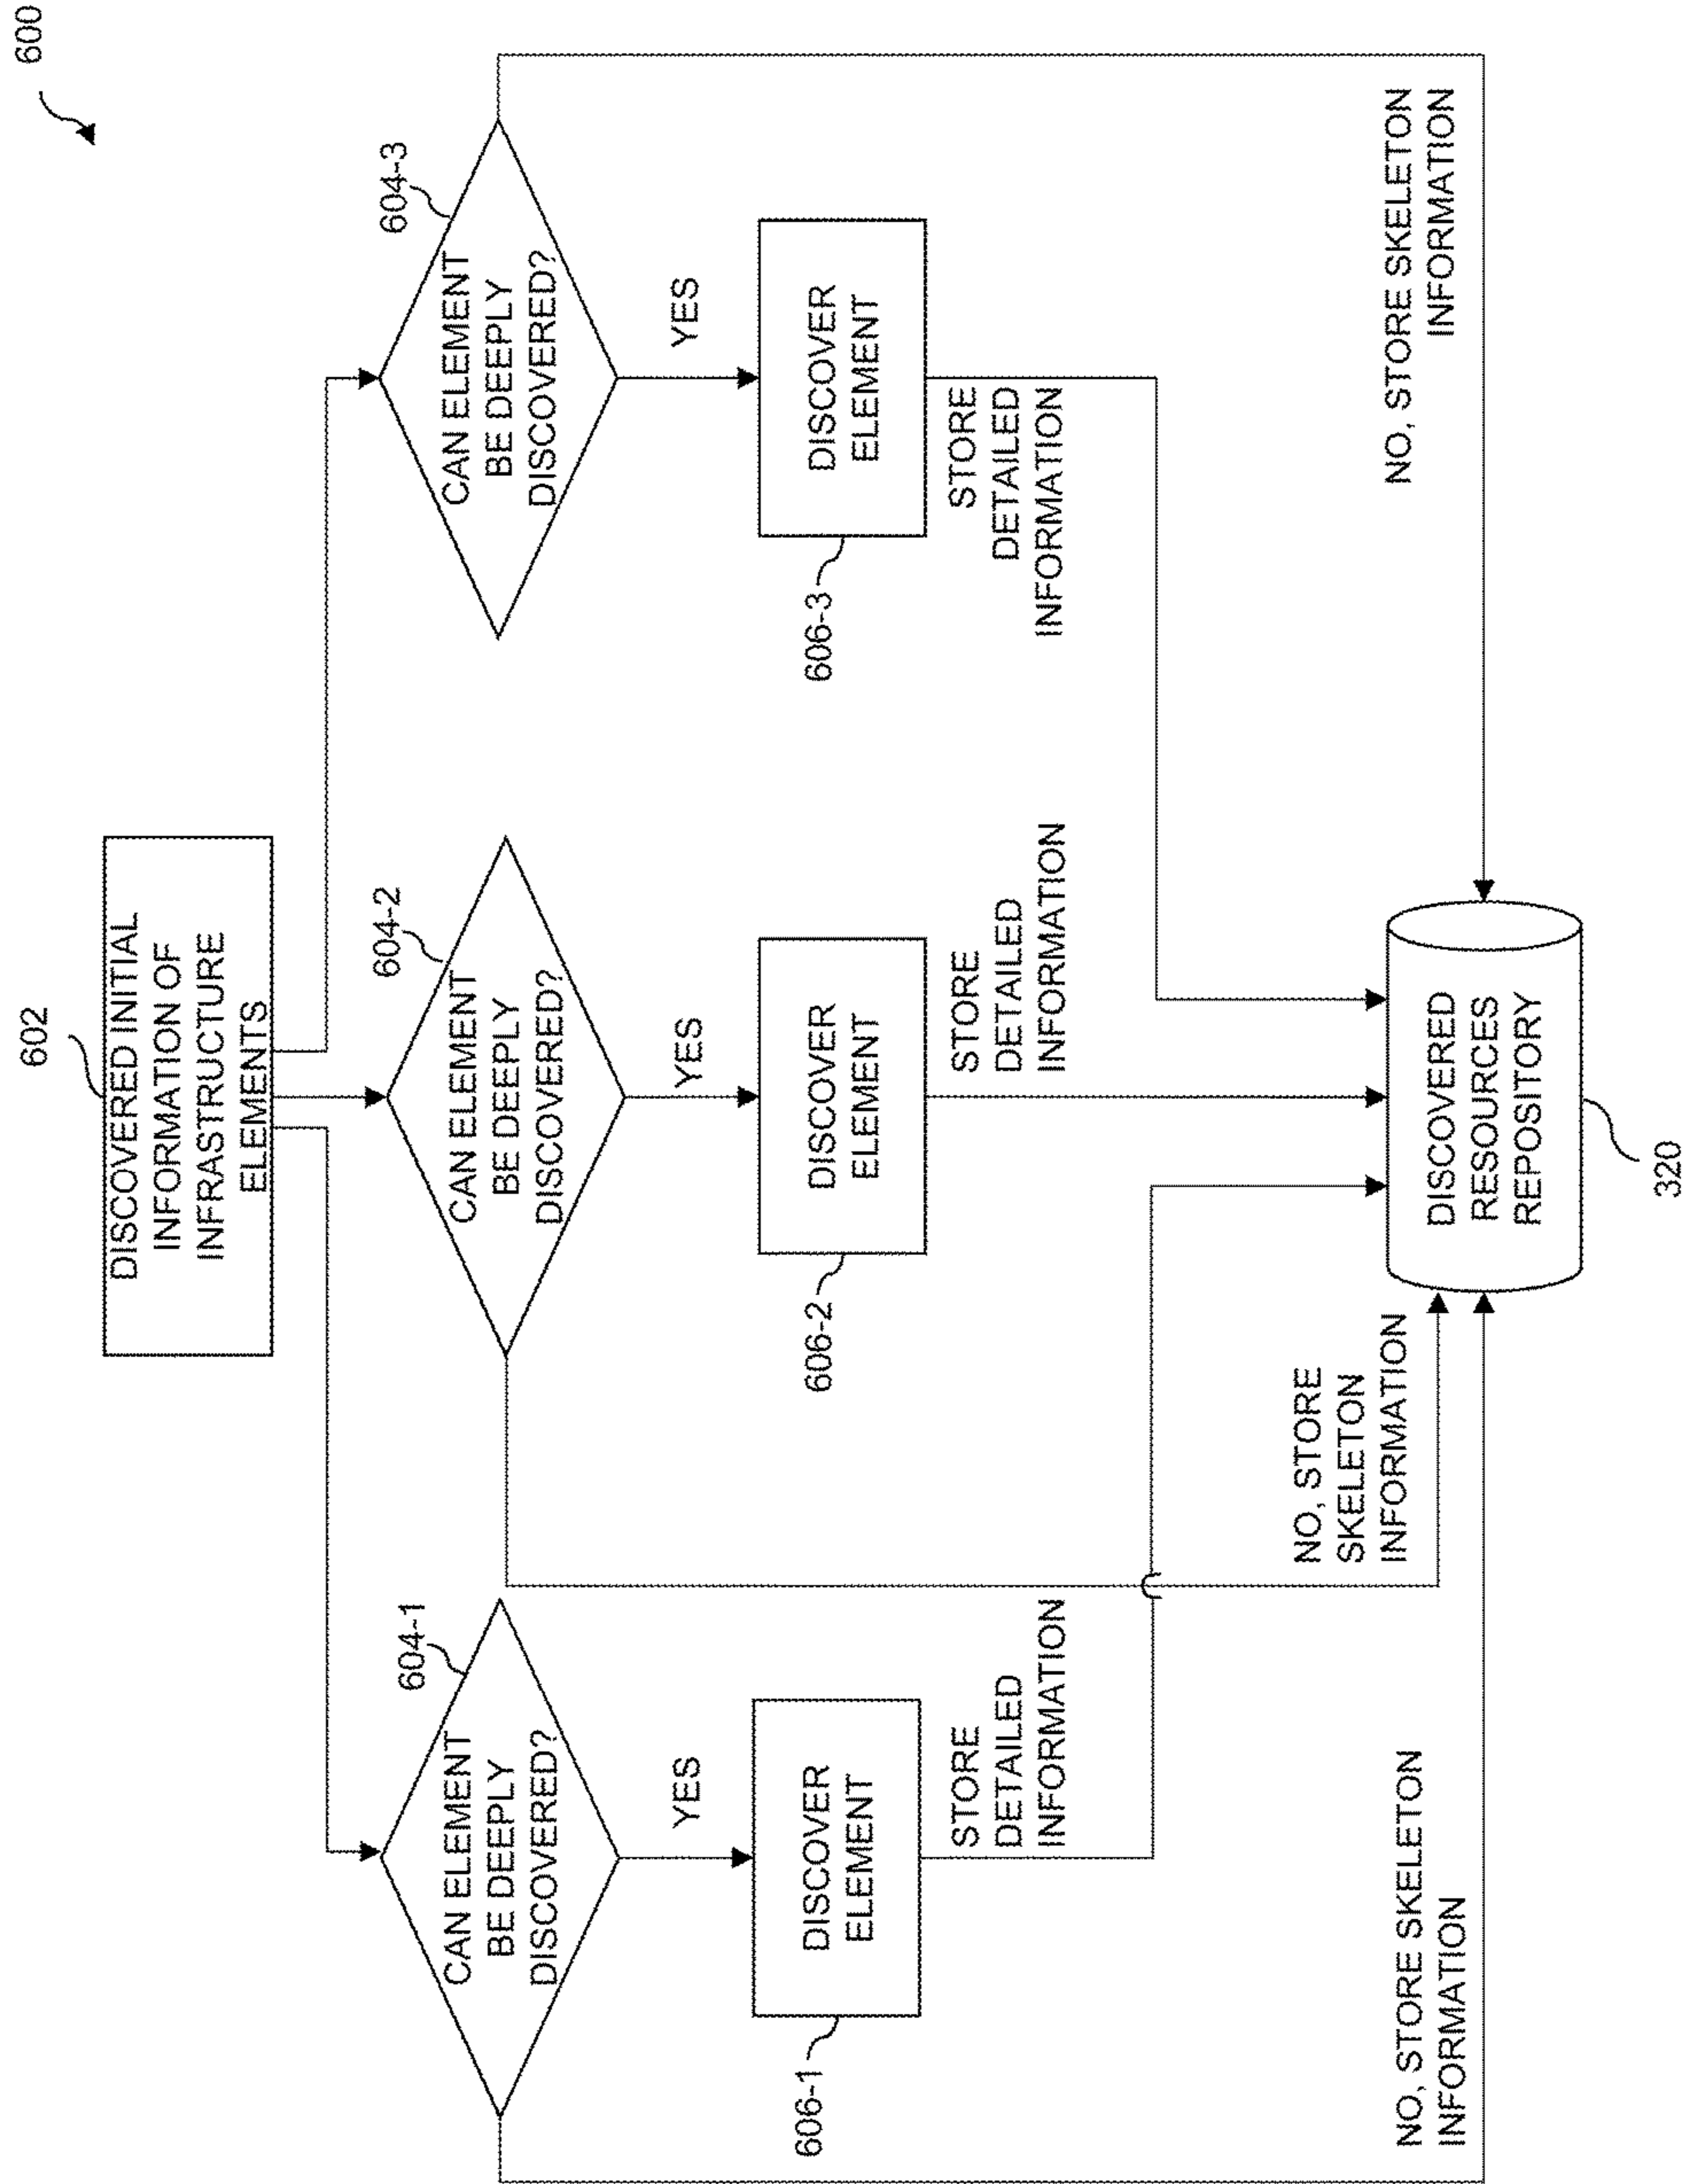 600
602
DISCOVERED INITIAL
INFORMATION OF
INFRASTRUCTURE
ELEMENTS
604-1
CAN ELEMENT
BE DEEPLY
DISCOVERED?
604-2
CAN ELEMENT
BE DEEPLY
DISCOVERED?
604-3
CAN ELEMENT
BE DEEPLY
DISCOVERED?
YES
YES
YES
606-1
DISCOVER
ELEMENT
606-2
DISCOVER
ELEMENT
606-3
DISCOVER
ELEMENT
STORE
DETAILED
INFORMATION
STORE
DETAILED
INFORMATION
STORE
DETAILED
INFORMATION
NO, STORE SKELETON
INFORMATION
NO, STORE
SKELETON
INFORMATION
NO, STORE SKELETON
INFORMATION
DISCOVERED
RESOURCES
REPOSITORY
320